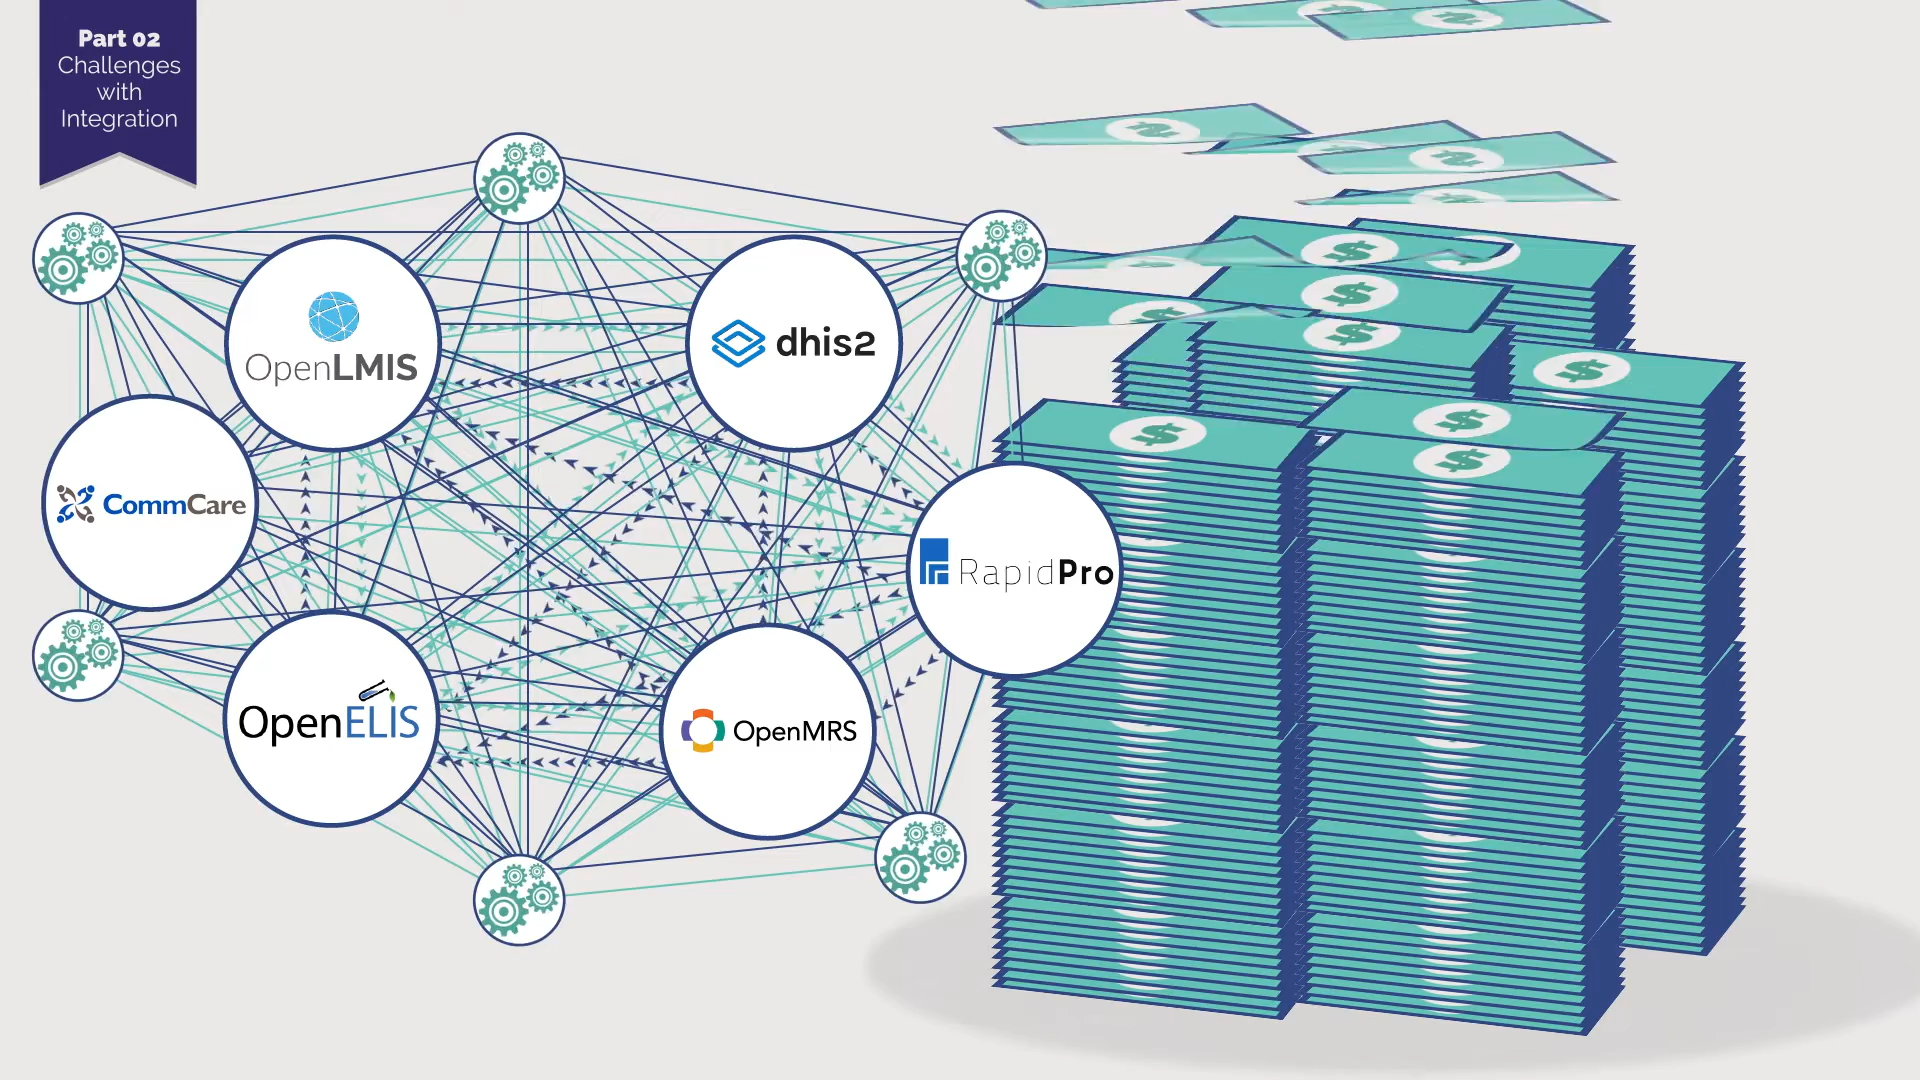 Part 02
Challenges
with
Integration
OpenLMIS
dhis2
CommCare
RapidPro
OpenELIS
OpenMRS
$
$
$
$
$
$
$